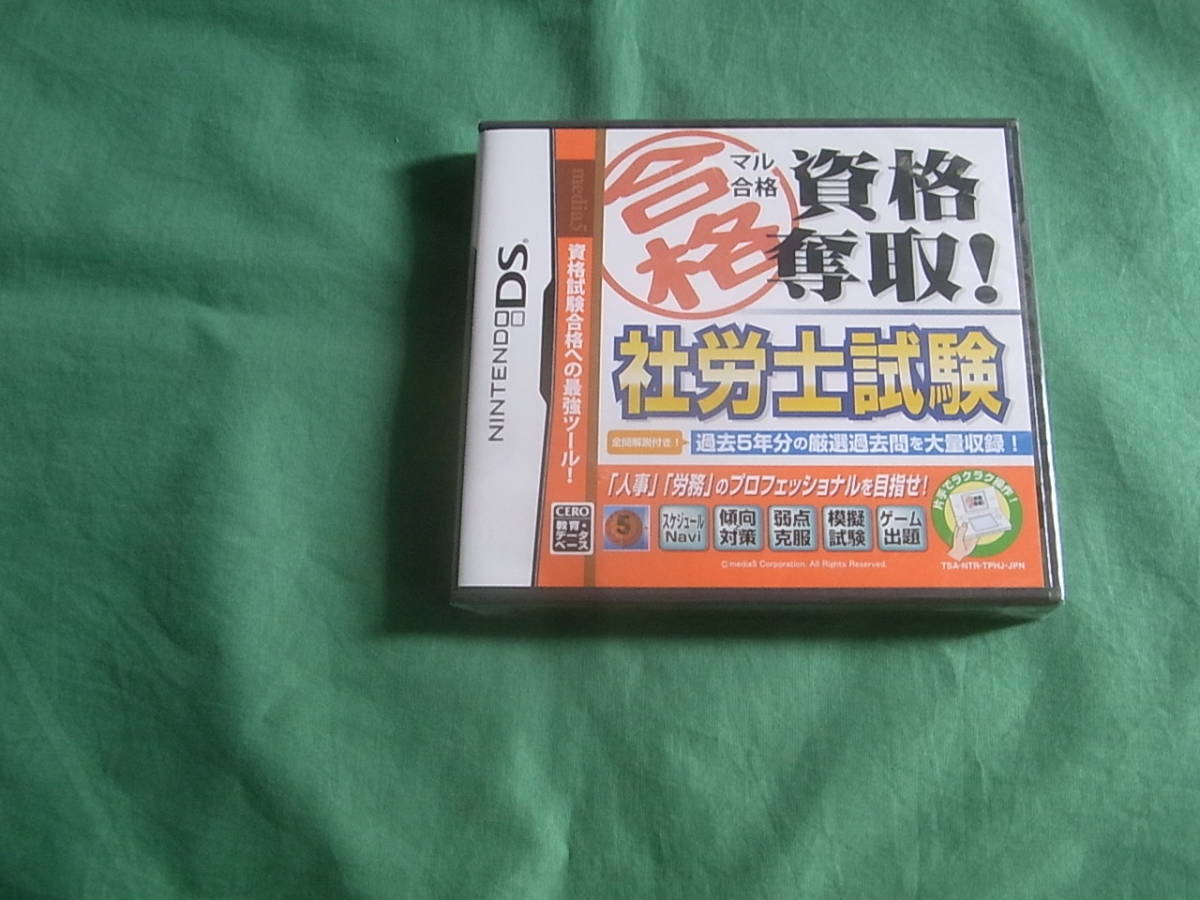 NINTENDO DS
media5
資格試験合格への最強ツール！
CERO
教育・
データ
ベース
合格
マル
合格
資格
奪取！
社労士試験
全問解説付き！
過去5年分の厳選過去問を大量収録！
「人事」「労務」のプロフェッショナルを目指せ！
5
スケジュール
Navi
傾向
対策
弱点
克服
模擬
試験
ゲーム
出題
片手でラクラク操作！
© media5 Corporation. All Rights Reserved.
TSA-NTR-TPHJ-JPN